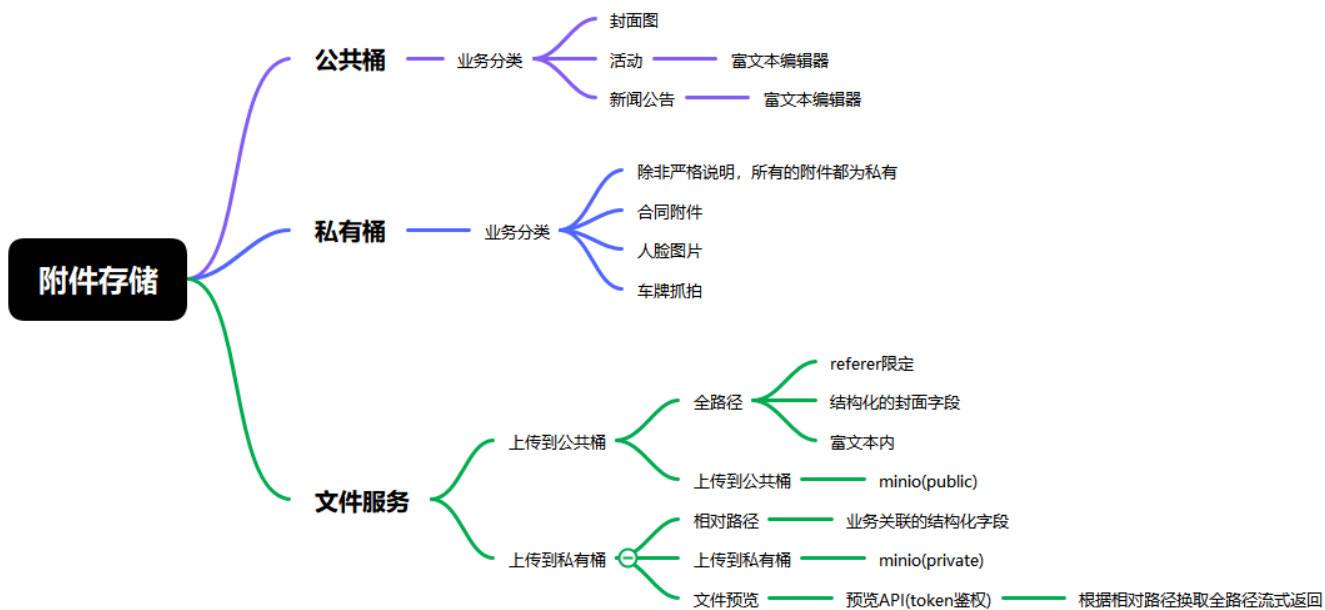 附件存储
公共桶
业务分类
封面图
活动
富文本编辑器
新闻公告
富文本编辑器
私有桶
业务分类
除非严格说明，所有的附件都为私有
合同附件
人脸图片
车牌抓拍
文件服务
上传到公共桶
全路径
referer限定
结构化的封面字段
富文本内
上传到公共桶
minio(public)
上传到私有桶
相对路径
业务关联的结构化字段
上传到私有桶
minio(private)
文件预览
预览API(token鉴权)
根据相对路径换取全路径流式返回